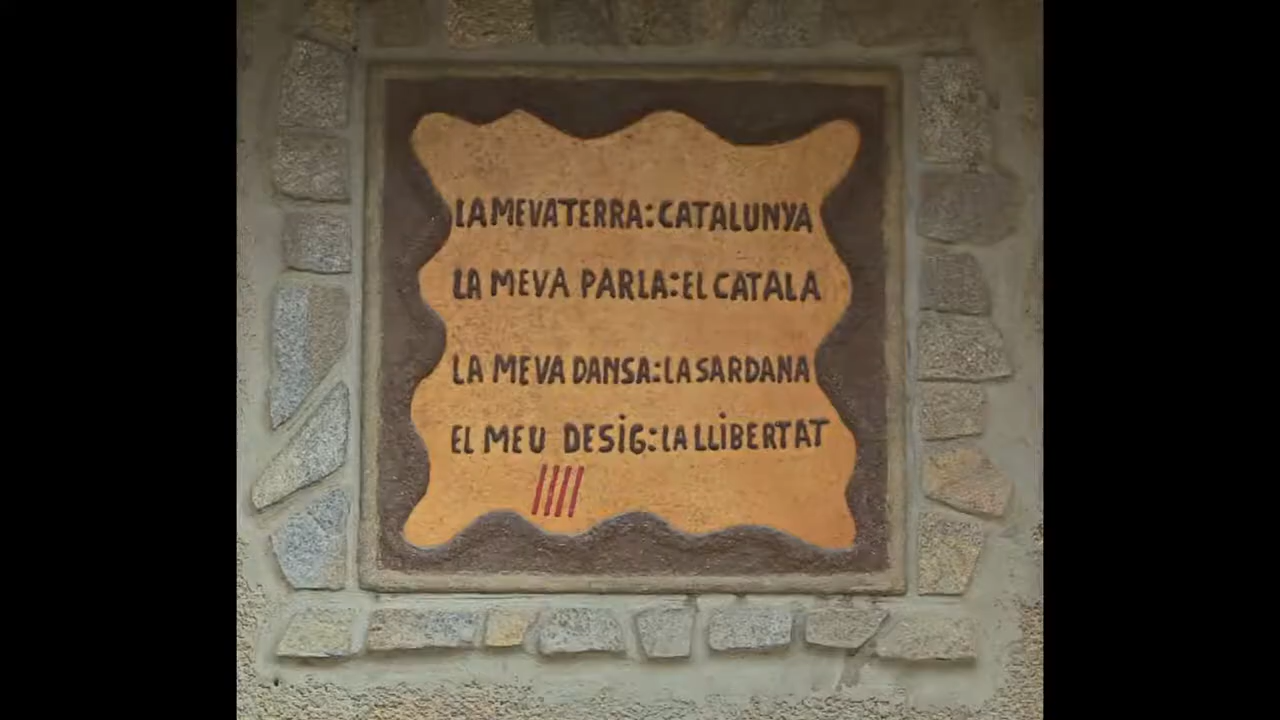 LA MEVA TERRA: CATALUNYA
LA MEVA PARLA: EL CATALA
LA MEVA DANSA: LA SARDANA
EL MEU DESiG: LA LLiBERTAT